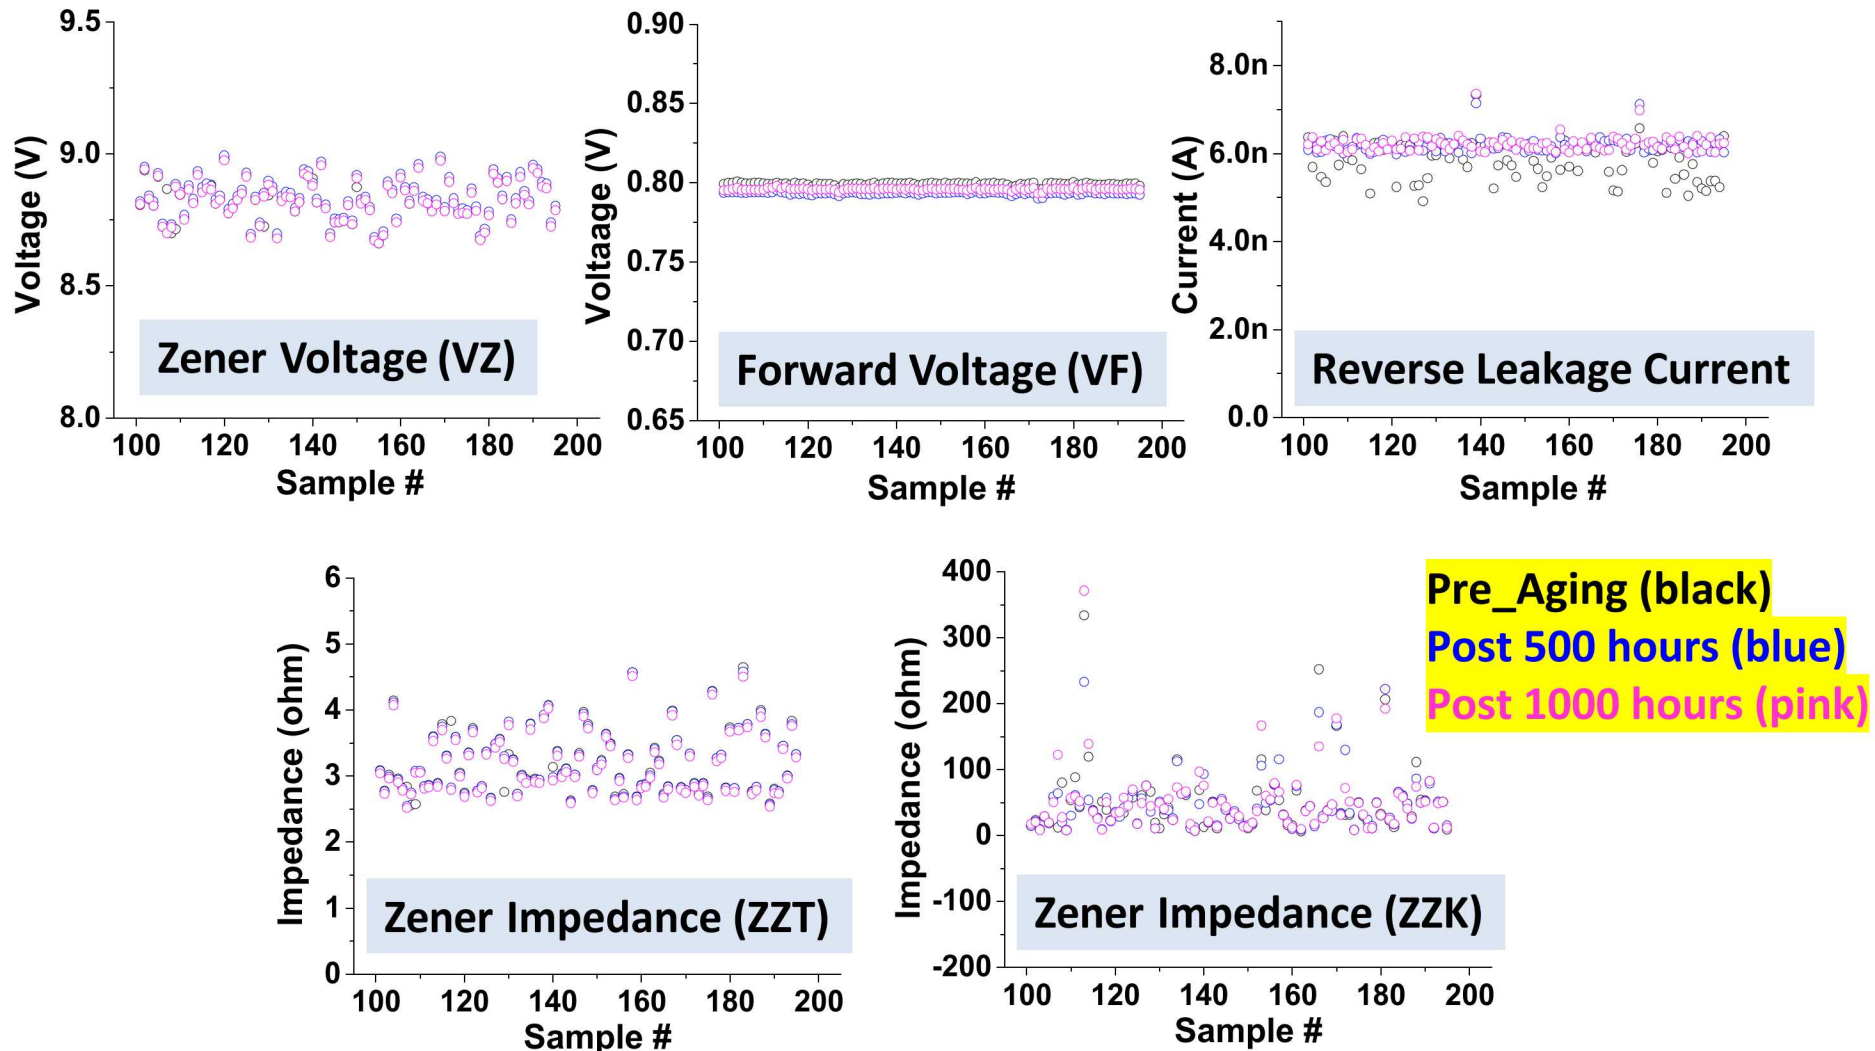 9.5
9.0
8.5
8.0
Voltage (V)
100 120 140 160 180 200
Sample #
Zener Voltage (VZ)
0.90
0.85
0.80
0.75
0.70
0.65
Voltaage (V)
100 120 140 160 180 200
Sample #
Forward Voltage (VF)
8.0n
6.0n
4.0n
2.0n
0.0
Current (A)
100 120 140 160 180 200
Sample #
Reverse Leakage Current
6
5
4
3
2
1
0
Impedance (ohm)
100 120 140 160 180 200
Sample #
Zener Impedance (ZZT)
400
300
200
100
0
-100
-200
Impedance (ohm)
100 120 140 160 180 200
Sample #
Zener Impedance (ZZK)
Pre_Aging (black)
Post 500 hours (blue)
Post 1000 hours (pink)